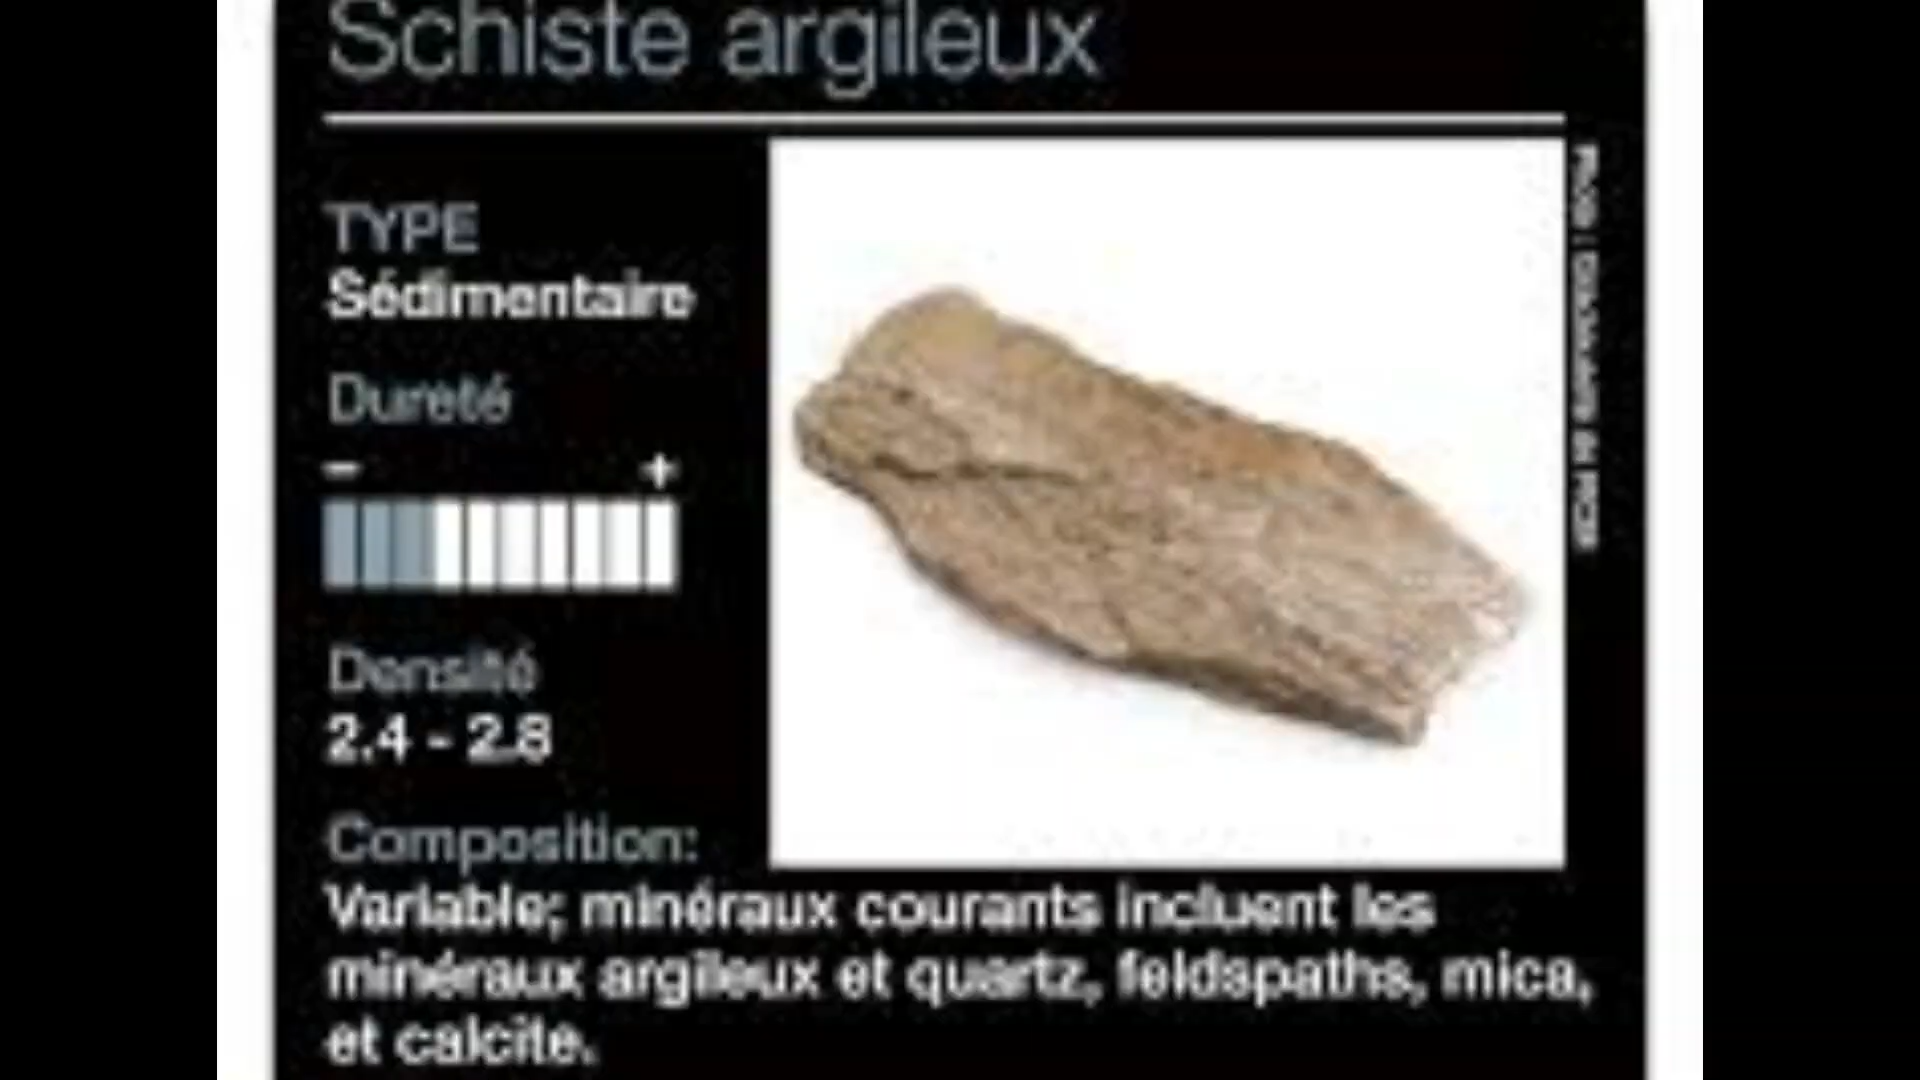 Schiste argileux
TYPE
Sédimentaire
Dureté
- +
Densité
2.4 - 2.8
Composition:
Variable; minéraux courants incluent les
minéraux argileux et quartz, feldspaths, mica,
et calcite.